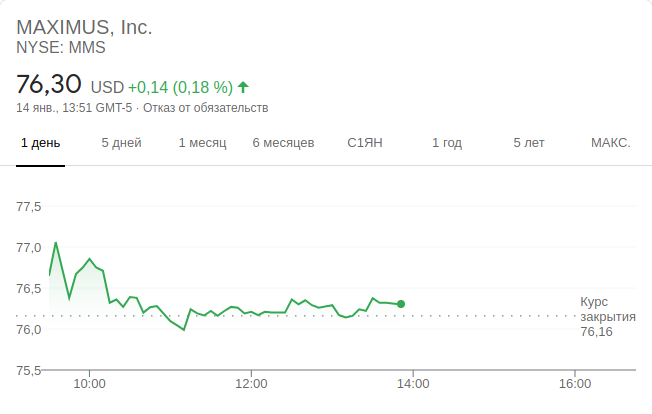 MAXIMUS, Inc.
NYSE: MMS
76,30 USD +0,14 (0,18 %)
14 янв., 13:51 GMT-5 · Отказ от обязательств
1 день 5 дней 1 месяц 6 месяцев С1ЯН 1 год 5 лет МАКС.
77,5
77,0
76,5
Курс
закрытия
76,16
76,0
75,5
10:00 12:00 14:00 16:00